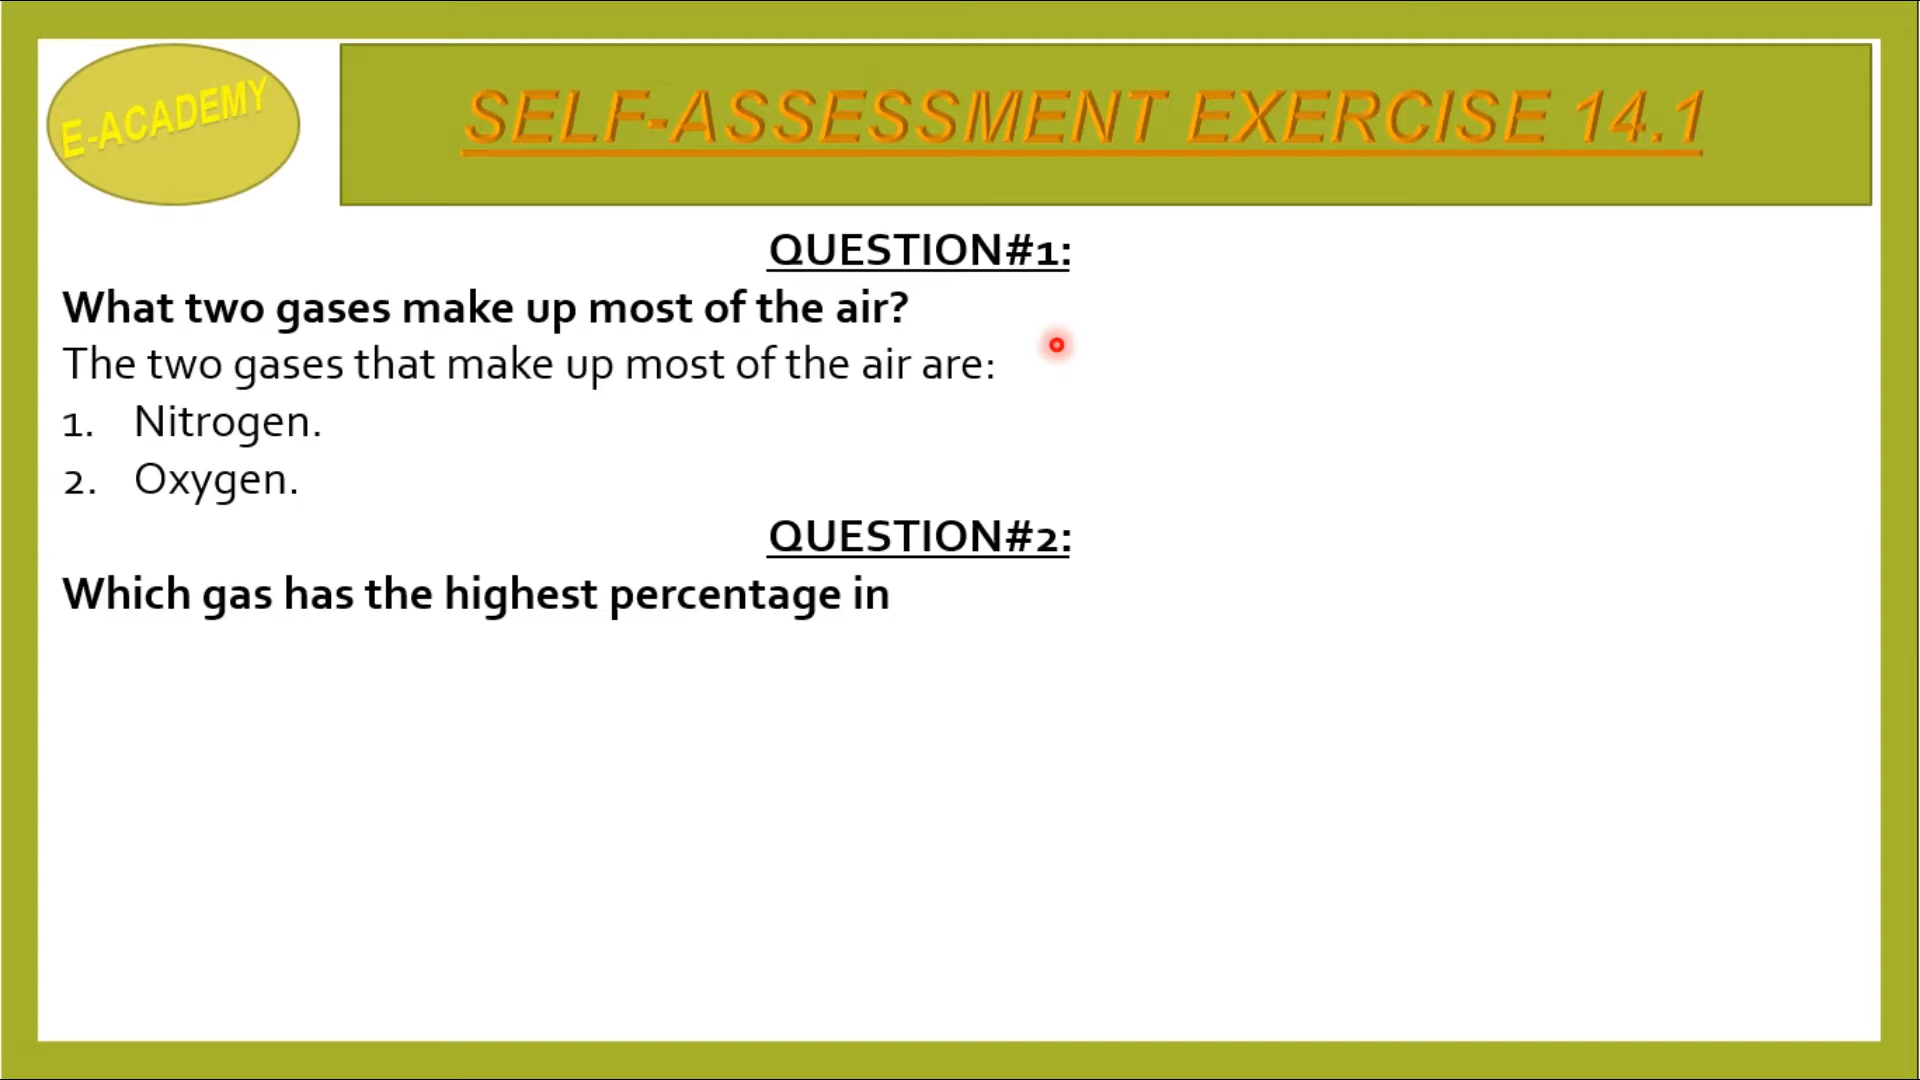 E-ACADEMY
SELF-ASSESSMENT EXERCISE 14.1
QUESTION#1:
What two gases make up most of the air?
The two gases that make up most of the air are:
1. Nitrogen.
2. Oxygen.
QUESTION#2:
Which gas has the highest percentage in